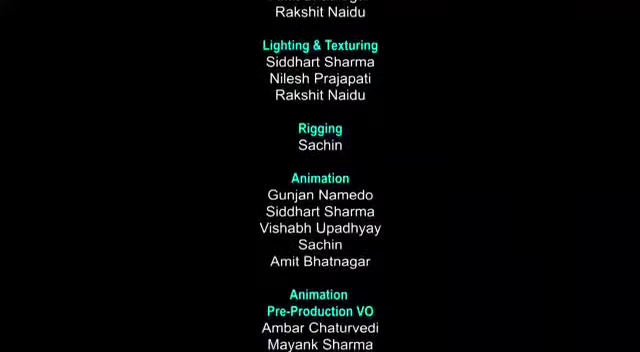 Rakshit Naidu
Lighting & Texturing
Siddhart Sharma
Nilesh Prajapati
Rakshit Naidu
Rigging
Sachin
Animation
Gunjan Namedo
Siddhart Sharma
Vishabh Upadhyay
Sachin
Amit Bhatnagar
Animation
Pre-Production VO
Ambar Chaturvedi
Mayank Sharma